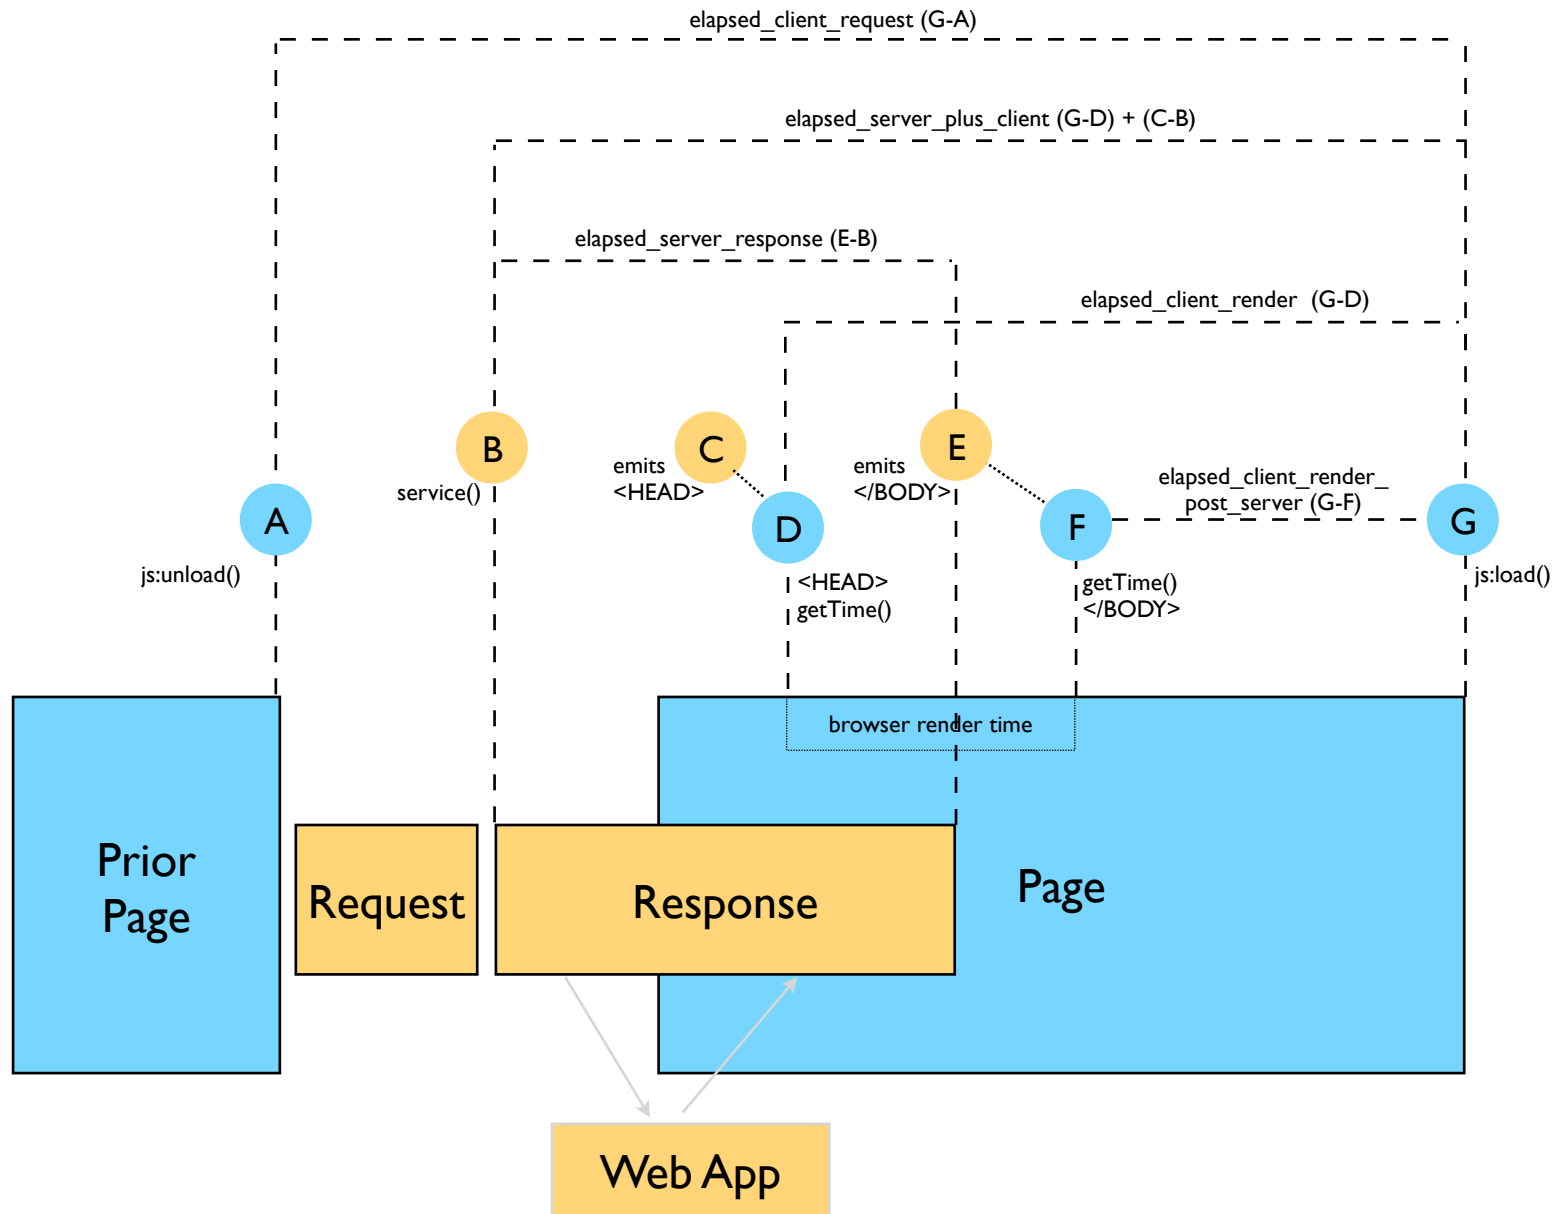 elapsed_client_request (G-A)
elapsed_server_plus_client (G-D) + (C-B)
elapsed_server_response (E-B)
elapsed_client_render (G-D)
B
service()
C
emits
<HEAD>
E
emits
</BODY>
elapsed_client_render_
post_server (G-F)
A
js:unload()
D
<HEAD>
getTime()
F
getTime()
</BODY>
G
js:load()
browser render time
Prior
Page
Request
Response
Page
Web App